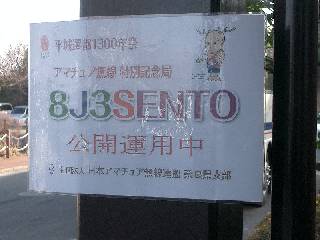 平城遷都1300年祭
アマチュア無線 特別記念局
8J3SENTO
公開運用中
日本アマチュア無線連盟 奈良県支部